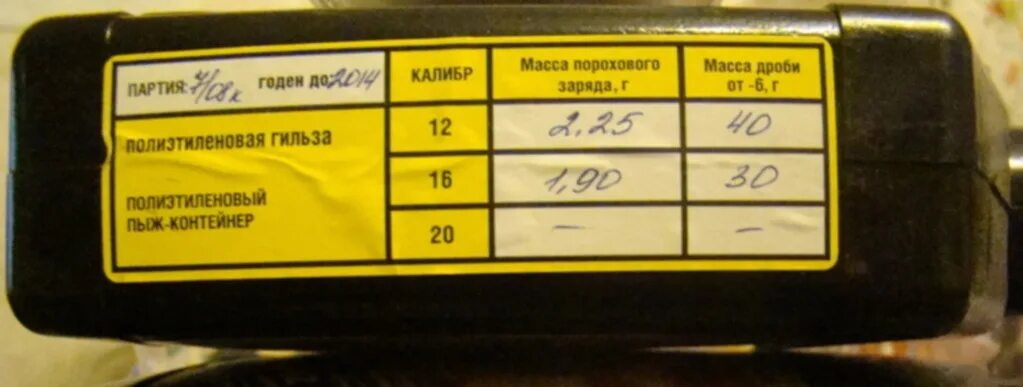 ПАРТИЯ: 7/08к годен до 2014
ПОЛИЭТИЛЕНОВАЯ ГИЛЬЗА
ПОЛИЭТИЛЕНОВЫЙ
ПЫЖ-КОНТЕЙНЕР
КАЛИБР Масса порохового заряда, г Масса дроби от -6, г
12 2,25 40
16 1,90 30
20 – –